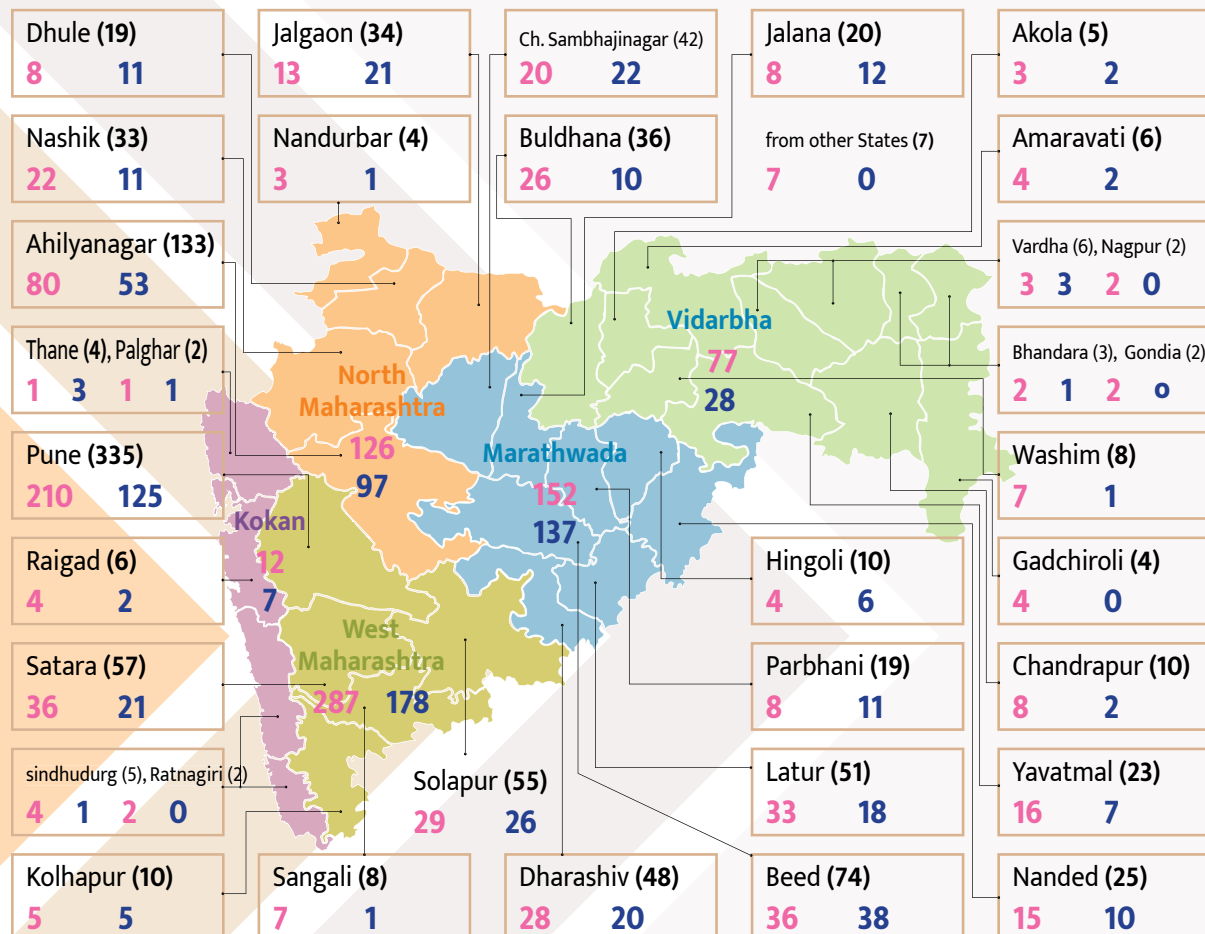 Dhule (19)
8 11
Jalgaon (34)
13 21
Ch. Sambhajinagar (42)
20 22
Jalana (20)
8 12
Akola (5)
3 2
Nashik (33)
22 11
Nandurbar (4)
3 1
Buldhana (36)
26 10
from other States (7)
7 0
Amaravati (6)
4 2
Ahilyanagar (133)
80 53
Vardha (6), Nagpur (2)
3 3 2 0
Thane (4), Palghar (2)
1 3 1 1
Bhandara (3), Gondia (2)
2 1 2 o
Vidarbha
77
28
North
Maharashtra
126
97
Marathwada
152
137
Pune (335)
210 125
Washim (8)
7 1
Kokan
12
7
Raigad (6)
4 2
Hingoli (10)
4 6
Gadchiroli (4)
4 0
West
Maharashtra
287 178
Satara (57)
36 21
Parbhani (19)
8 11
Chandrapur (10)
8 2
sindhudurg (5), Ratnagiri (2)
4 1 2 0
Solapur (55)
29 26
Latur (51)
33 18
Yavatmal (23)
16 7
Kolhapur (10)
5 5
Sangali (8)
7 1
Dharashiv (48)
28 20
Beed (74)
36 38
Nanded (25)
15 10